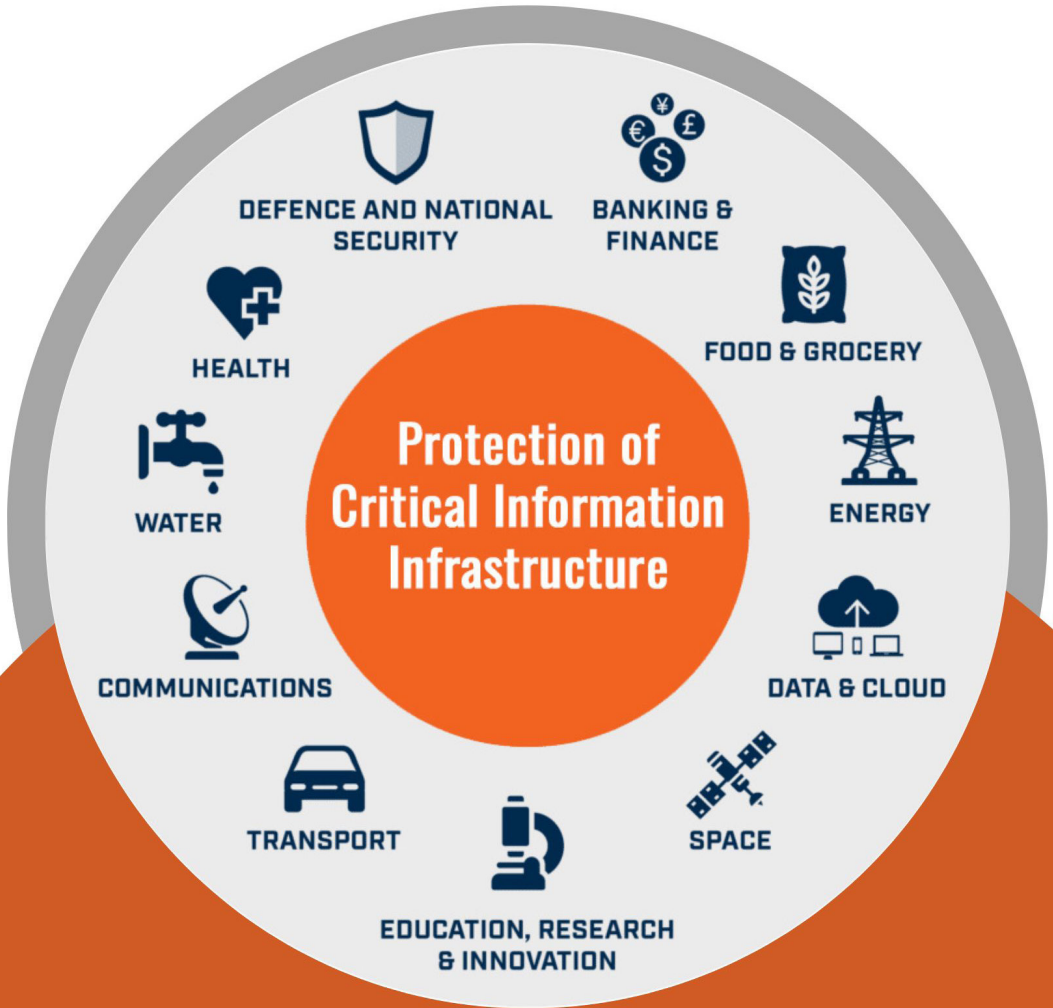 DEFENCE AND NATIONAL
SECURITY
¥
€
£
$
BANKING &
FINANCE
FOOD & GROCERY
ENERGY
DATA & CLOUD
SPACE
EDUCATION, RESEARCH
& INNOVATION
TRANSPORT
COMMUNICATIONS
WATER
HEALTH
Protection of
Critical Information
Infrastructure